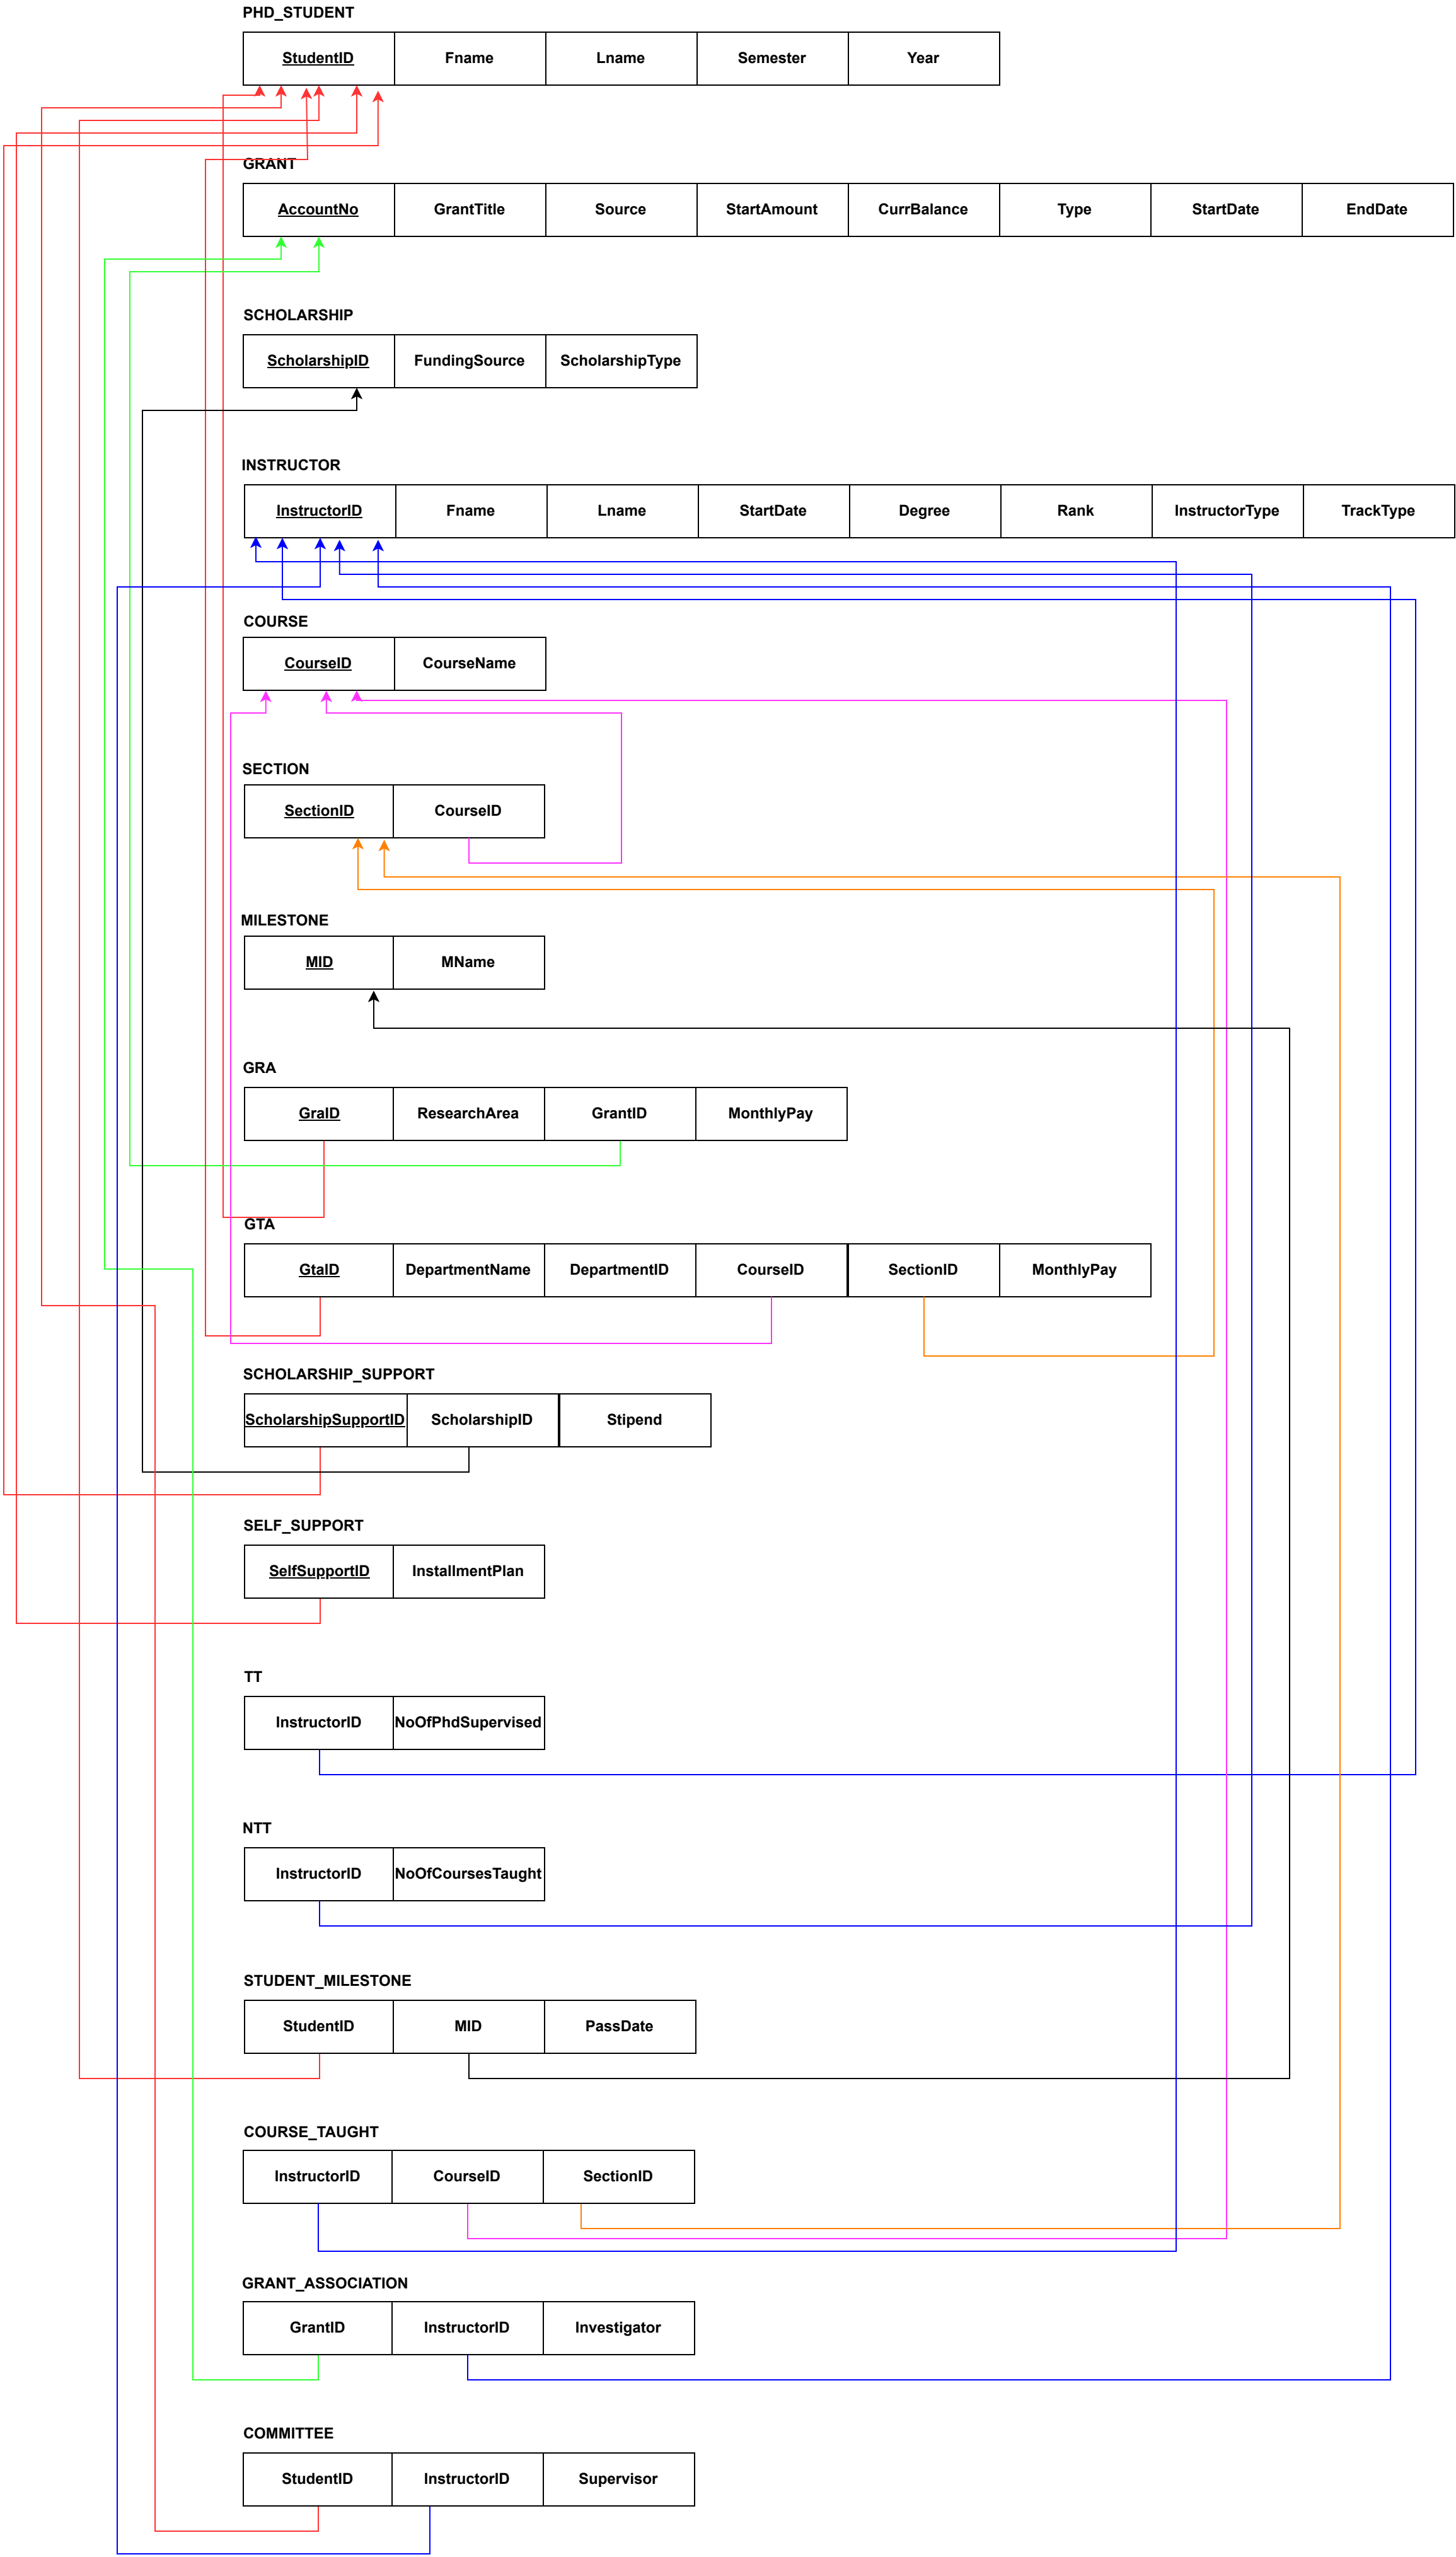 PHD_STUDENT
StudentID Fname Lname Semester Year
GRANT
AccountNo GrantTitle Source StartAmount CurrBalance Type StartDate EndDate
SCHOLARSHIP
ScholarshipID FundingSource ScholarshipType
INSTRUCTOR
InstructorID Fname Lname StartDate Degree Rank InstructorType TrackType
COURSE
CourseID CourseName
SECTION
SectionID CourseID
MILESTONE
MID MName
GRA
GraID ResearchArea GrantID MonthlyPay
GTA
GtaID DepartmentName DepartmentID CourseID SectionID MonthlyPay
SCHOLARSHIP_SUPPORT
ScholarshipSupportID ScholarshipID Stipend
SELF_SUPPORT
SelfSupportID InstallmentPlan
TT
InstructorID NoOfPhdSupervised
NTT
InstructorID NoOfCoursesTaught
STUDENT_MILESTONE
StudentID MID PassDate
COURSE_TAUGHT
InstructorID CourseID SectionID
GRANT_ASSOCIATION
GrantID InstructorID Investigator
COMMITTEE
StudentID InstructorID Supervisor